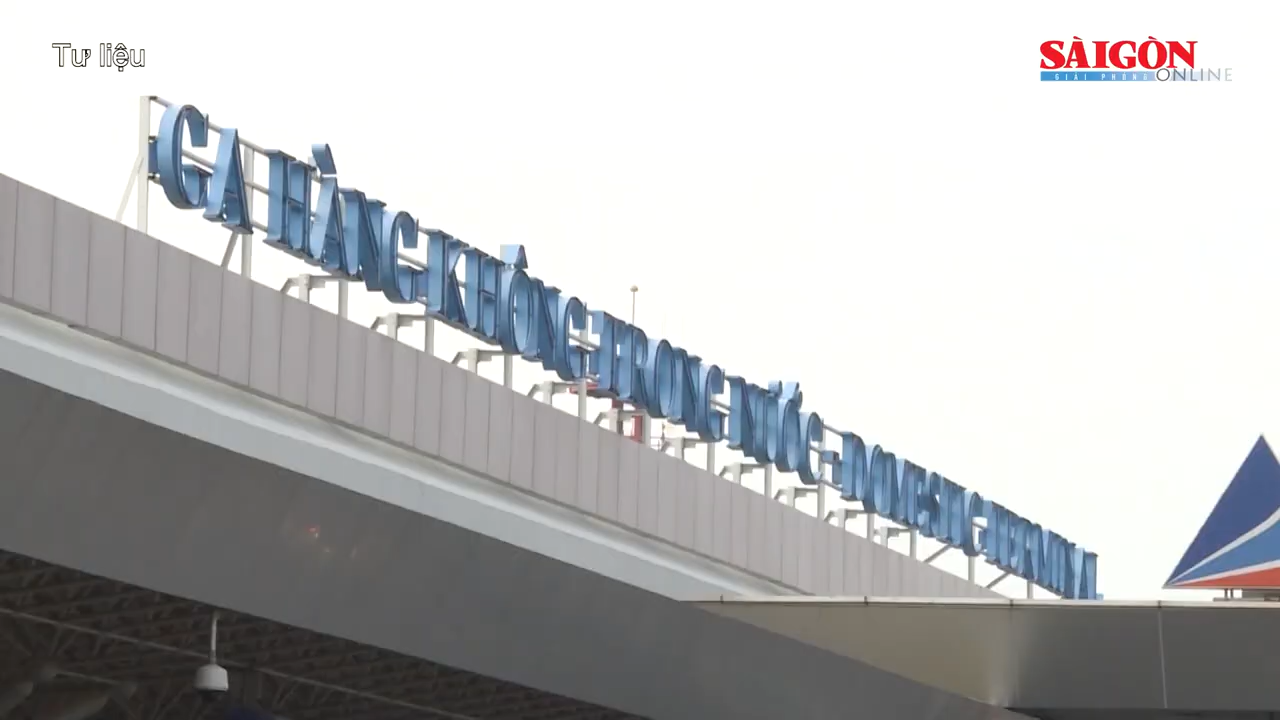 Tư liệu
SÀIGÒN
GIẢI PHÓNG ONLINE
GA HÀNG KHÔNG TRONG NƯỚC - DOMESTIC TERMINAL